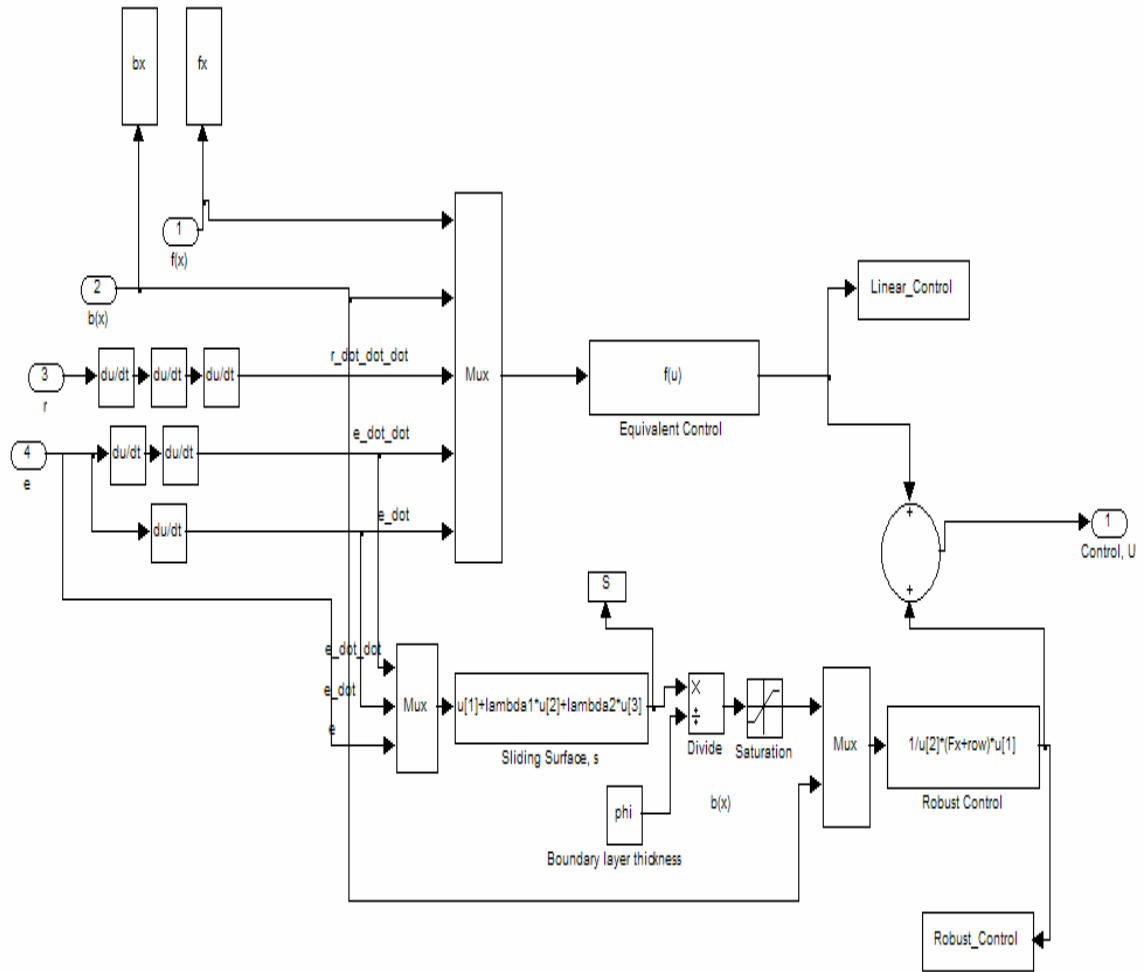 bx
fx
1
f(x)
2
b(x)
3
r
du/dt
du/dt
du/dt
r_dot_dot_dot
4
e
du/dt
du/dt
e_dot_dot
du/dt
e_dot
Mux
f(u)
Equivalent Control
Linear_Control
+
+
1
Control, U
S
e_dot_dot
e_dot
e
Mux
u[1]+lambda1*u[2]+lambda2*u[3]
Sliding Surface, s
×
÷
Divide
Saturation
phi
Boundary layer thickness
b(x)
Mux
1/u[2]*(Fx+row)*u[1]
Robust Control
Robust_Control